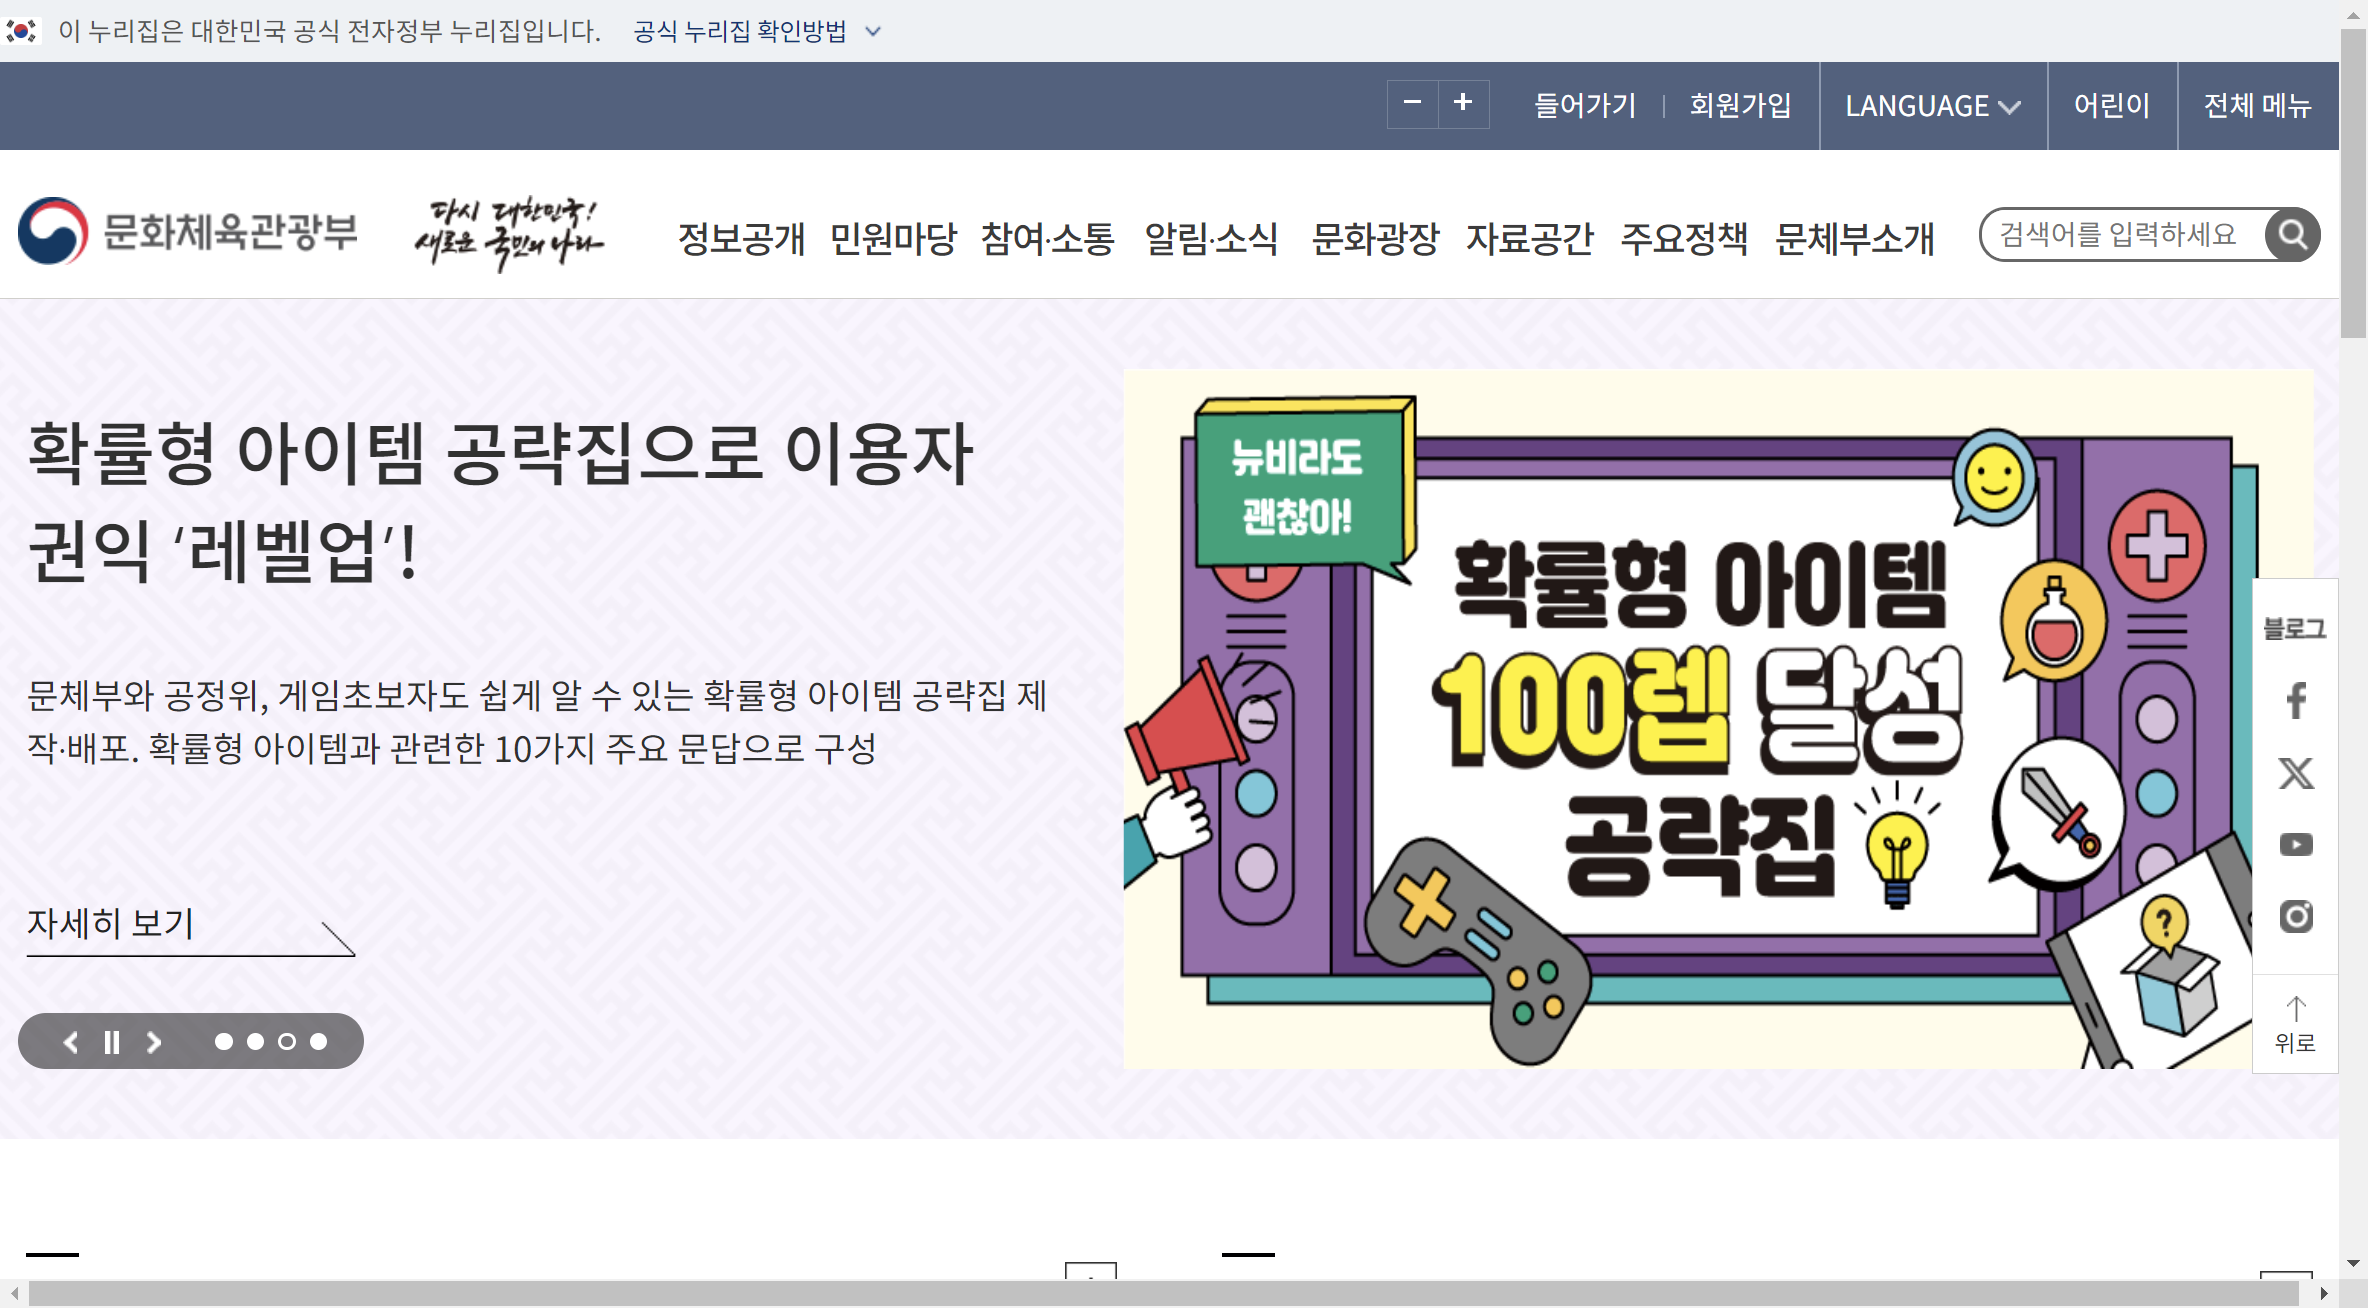 이 누리집은 대한민국 공식 전자정부 누리집입니다. 공식 누리집 확인방법
들어가기 회원가입 LANGUAGE 어린이 전체 메뉴
문화체육관광부
다시 대한민국!
새로운 국민의 나라
정보공개 민원마당 참여·소통 알림·소식 문화광장 자료공간 주요정책 문체부소개
검색어를 입력하세요
확률형 아이템 공략집으로 이용자
권익 ‘레벨업’!
문체부와 공정위, 게임초보자도 쉽게 알 수 있는 확률형 아이템 공략집 제
작·배포. 확률형 아이템과 관련한 10가지 주요 문답으로 구성
자세히 보기
뉴비라도
괜찮아!
확률형 아이템
100렙 달성
공략집
?
블로그
위로